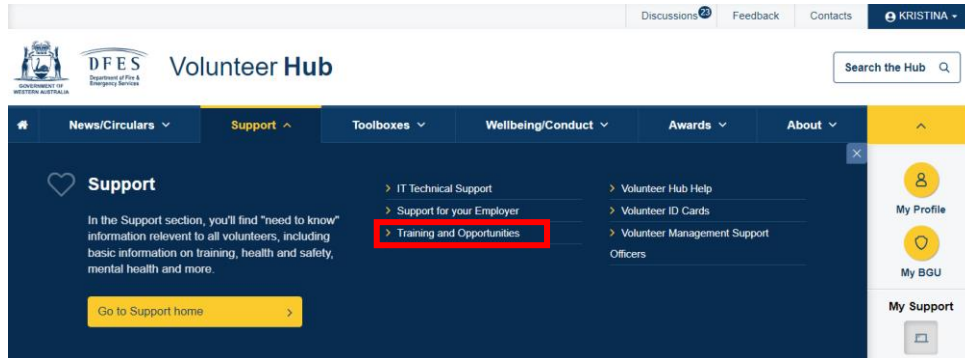 Discussions 23 Feedback Contacts KRISTINA
GOVERNMENT OF
WESTERN AUSTRALIA
DFES
Department of Fire &
Emergency Services
Volunteer Hub
Search the Hub
News/Circulars Support Toolboxes Wellbeing/Conduct Awards About
Support
In the Support section, you'll find "need to know"
information relevent to all volunteers, including
basic information on training, health and safety,
mental health and more.
Go to Support home
IT Technical Support
Support for your Employer
Training and Opportunities
Volunteer Hub Help
Volunteer ID Cards
Volunteer Management Support
Officers
My Profile
My BGU
My Support